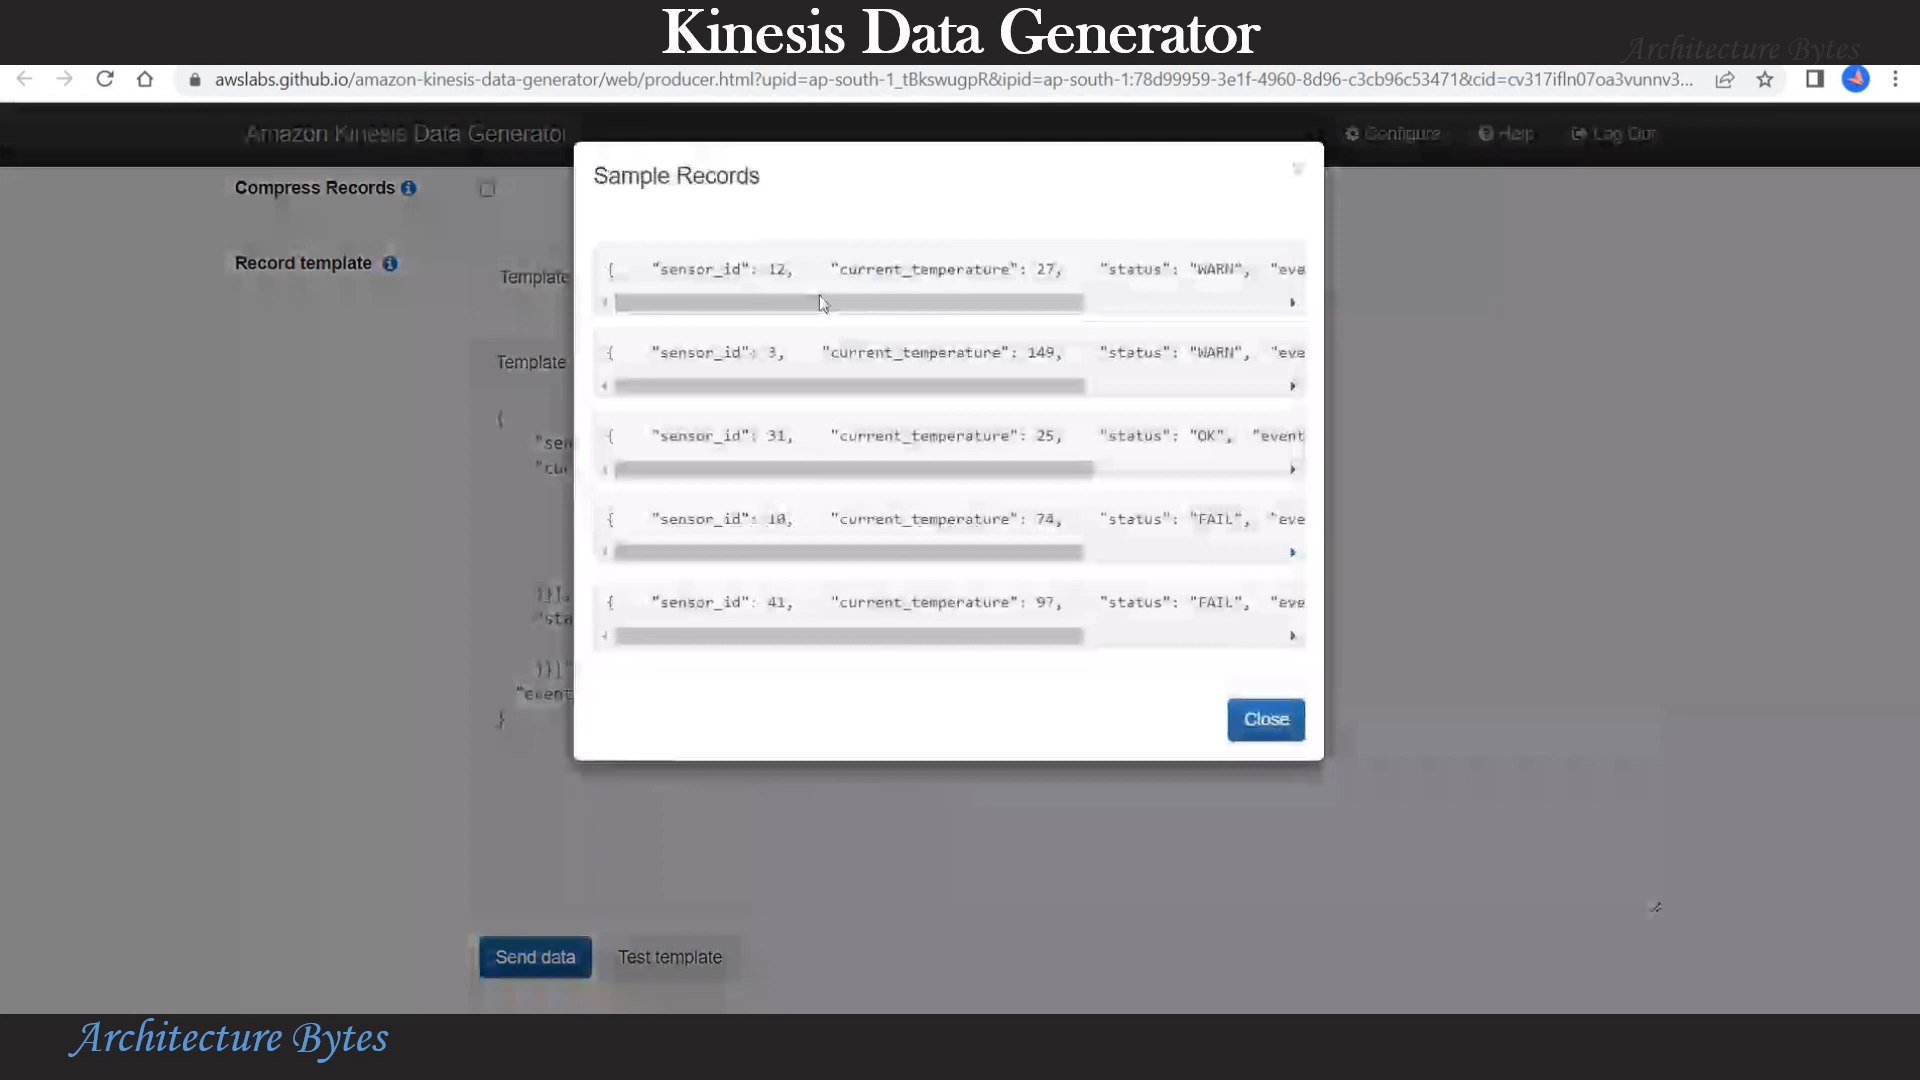 Kinesis Data Generator
Architecture Bytes
awslabs.github.io/amazon-kinesis-data-generator/web/producer.html?upid=ap-south-1_tBkswugpR&ipid=ap-south-1:78d99959-3e1f-4960-8d96-c3cb96c53471&cid=cv317ifln07oa3vunnv3...
Amazon Kinesis Data Generator
Configure Help Log Out
Sample Records
Compress Records
Record template
Template
Template
{ "sensor_id": 12, "current_temperature": 27, "status": "WARN", "eve
{ "sensor_id": 3, "current_temperature": 149, "status": "WARN", "eve
{ "sensor_id": 31, "current_temperature": 25, "status": "OK", "event
{ "sensor_id": 10, "current_temperature": 74, "status": "FAIL", "eve
{ "sensor_id": 41, "current_temperature": 97, "status": "FAIL", "eve
{
"sen
"cur
)}},
"sta
)}}"
"event
}
Close
Send data Test template
Architecture Bytes